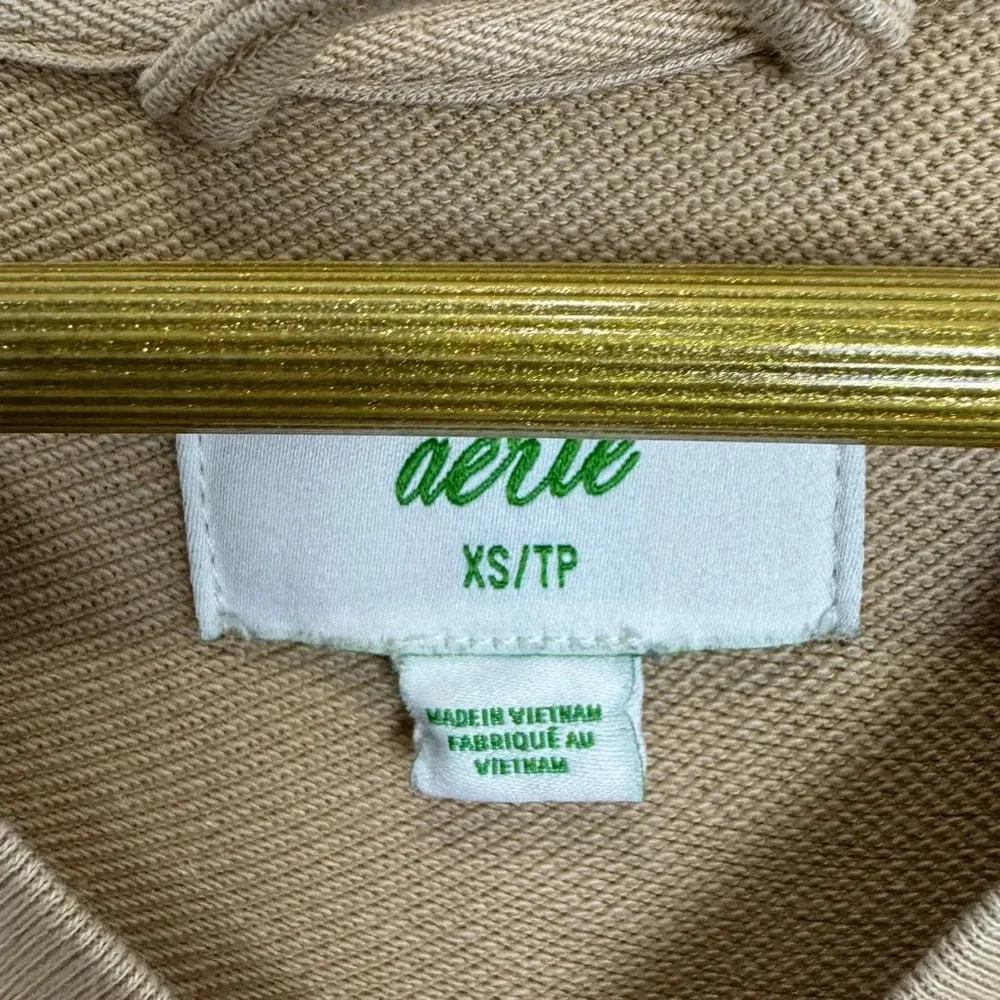 aerie
XS/TP
MADE IN VIETNAM
FABRIQUÉ AU
VIETNAM